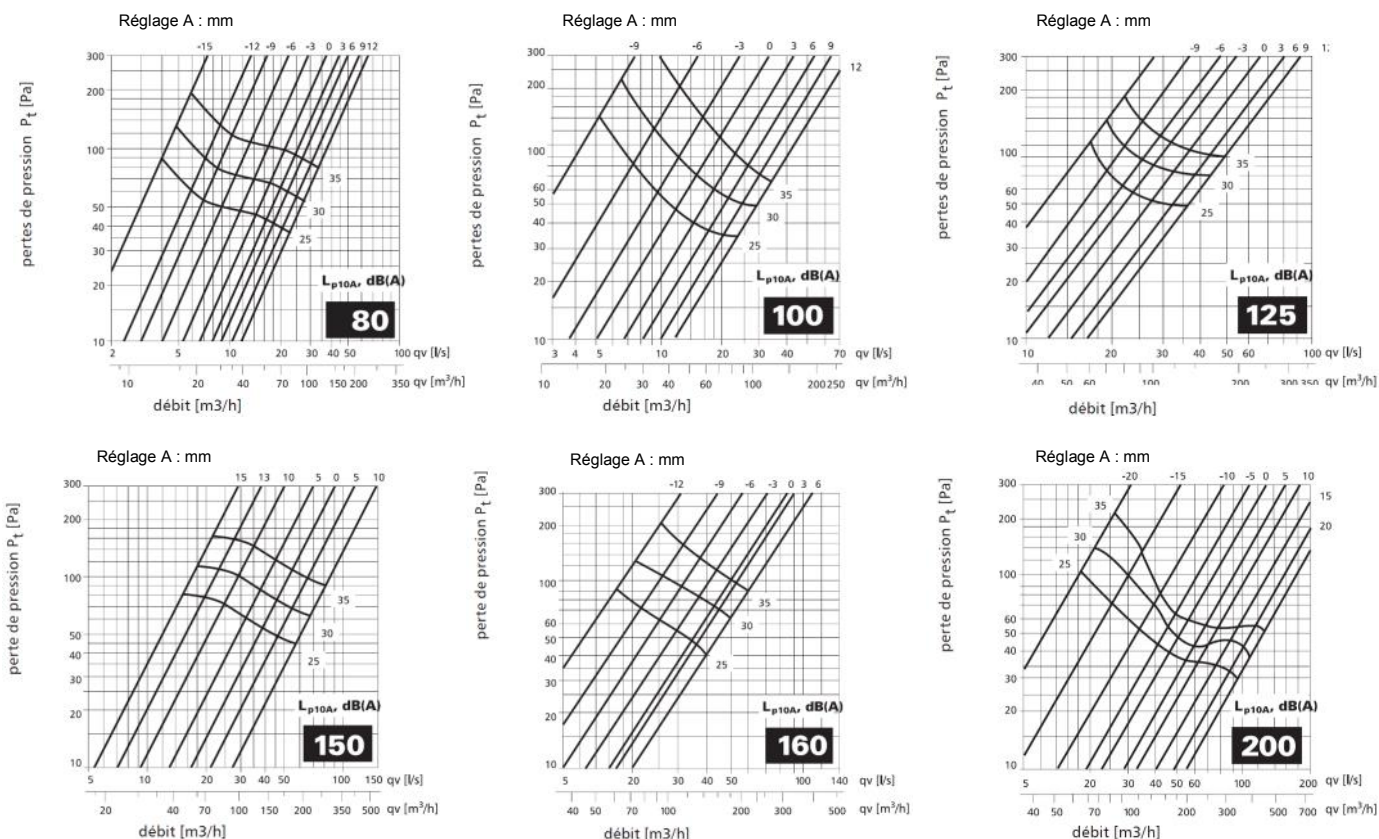 Réglage A : mm
-15 -12 -9 -6 -3 0 3 6 9 12
pertes de pression Pt [Pa]
300
200
100
60
50
40
30
20
10
35
30
25
Lp10A, dB(A)
80
2 5 10 20 30 40 50 100 qv [l/s]
10 20 40 70 100 150 200 350 qv [m³/h]
débit [m3/h]
Réglage A : mm
-9 -6 -3 0 3 6 9
12
pertes de pression Pt [Pa]
300
200
100
60
50
40
30
20
10
35
30
25
Lp10A, dB(A)
100
3 4 5 10 20 30 40 70 qv [l/s]
10 20 30 40 60 100 200 250 qv [m³/h]
débit [m3/h]
Réglage A : mm
-9 -6 -3 0 3 6 9
pertes de pression Pt [Pa]
300
200
100
60
50
40
30
20
10
35
30
25
Lp10A, dB(A)
125
10 20 30 40 50 60 100 qv [l/s]
40 50 60 100 200 300 350 qv [m³/h]
débit [m3/h]
Réglage A : mm
15 13 10 5 0 5 10
perte de pression Pt [Pa]
300
200
100
50
40
30
20
10
35
30
25
Lp10A, dB(A)
150
5 10 20 30 40 50 100 150 qv [l/s]
20 40 70 100 150 200 350 500 qv [m³/h]
débit [m3/h]
Réglage A : mm
-12 -9 -6 -3 0 3 6
perte de pression Pt [Pa]
300
200
100
60
50
40
30
20
10
35
30
25
Lp10A, dB(A)
160
5 20 30 40 50 100 140 qv [l/s]
40 50 70 100 200 300 500 qv [m³/h]
débit [m3/h]
Réglage A : mm
-20 -15 -10 -5 0 5 10
15
20
perte de pression Pt [Pa]
300
200
100
60
50
40
30
20
10
35
30
25
Lp10A, dB(A)
200
5 10 20 30 40 50 60 100 200 qv [l/s]
40 50 70 100 200 300 500 700 qv [m³/h]
débit [m3/h]